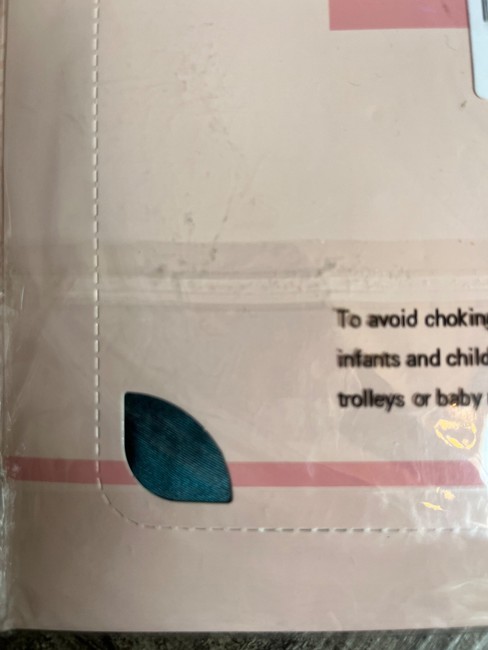 To avoid choking
infants and child
trolleys or baby